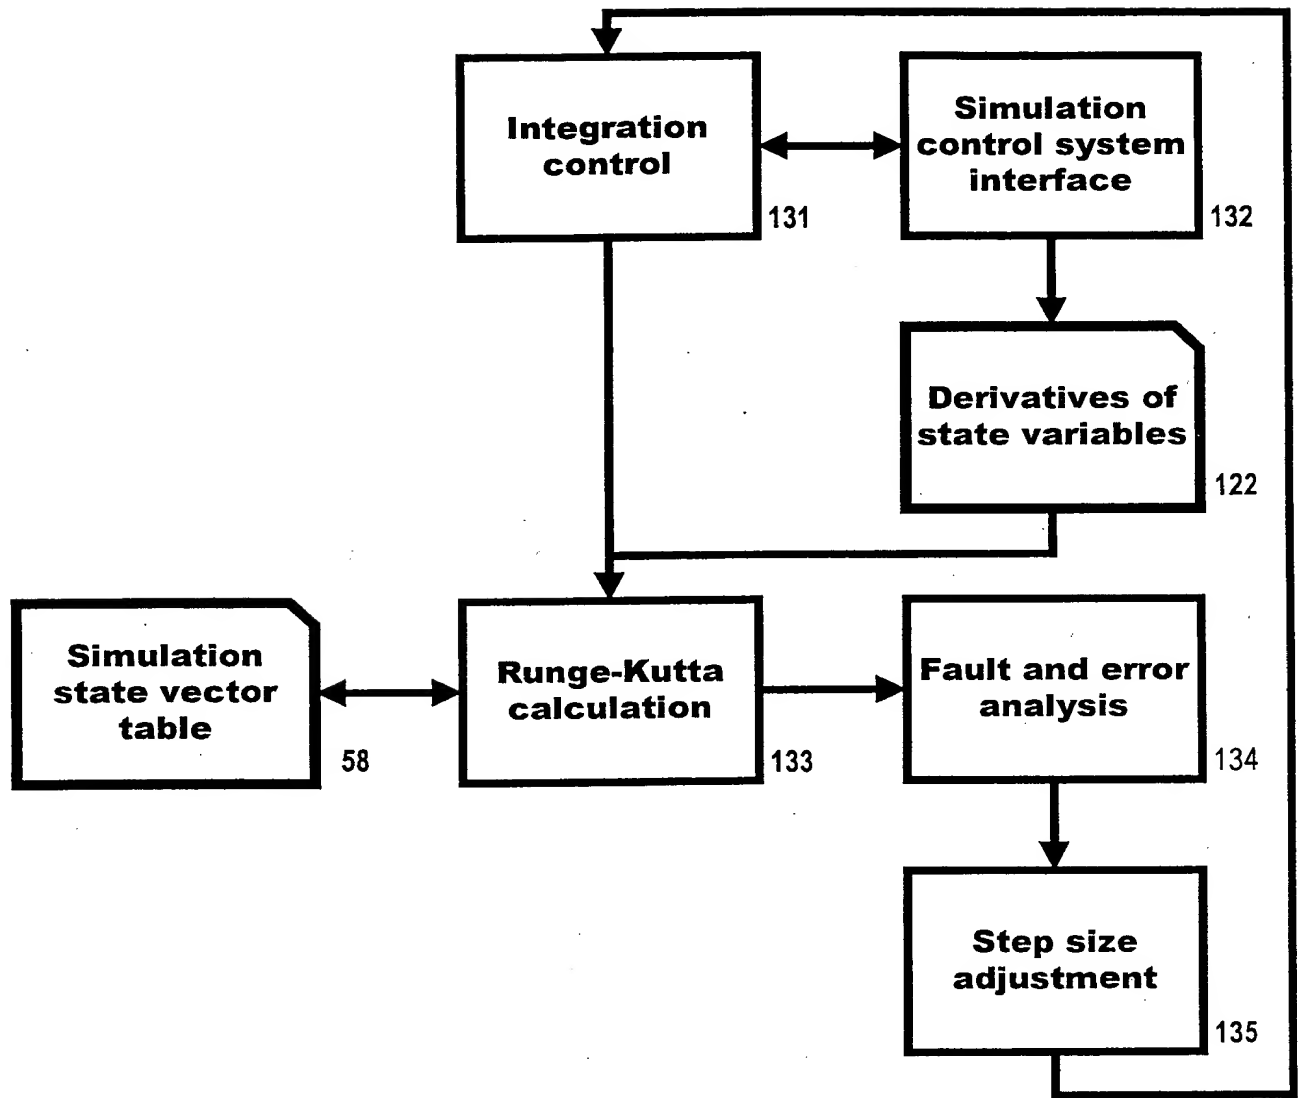 Integration
control
131
Simulation
control system
interface
132
Derivatives of
state variables
122
Simulation
state vector
table
58
Runge-Kutta
calculation
133
Fault and error
analysis
134
Step size
adjustment
135